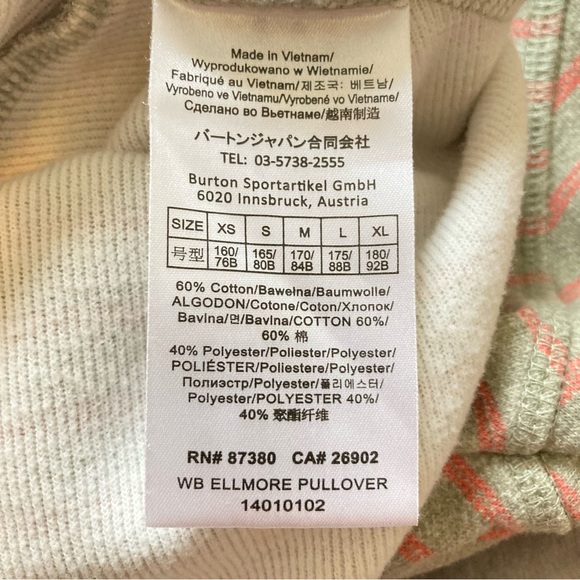 Made in Vietnam/
Wyprodukowano w Wietnamie/
Fabriqué au Vietnam/제조국: 베트남/
Vyrobeno ve Vietnamu/Vyrobené vo Vietname/
Сделано во Вьетнаме/越南制造
バートンジャパン合同会社
TEL: 03-5738-2555
Burton Sportartikel GmbH
6020 Innsbruck, Austria
SIZE XS S M L XL
号型 160/76B 165/80B 170/84B 175/88B 180/92B
60% Cotton/Bawełna/Baumwolle/
ALGODON/Cotone/Coton/Хлопок/
Bavlna/면/Bavlna/COTTON 60%/
60% 棉
40% Polyester/Poliester/Polyester/
POLIÉSTER/Poliestere/Polyester/
Полиэстр/Polyester/폴리에스터/
Polyester/POLYESTER 40%/
40% 聚酯纤维
RN# 87380 CA# 26902
WB ELLMORE PULLOVER
14010102